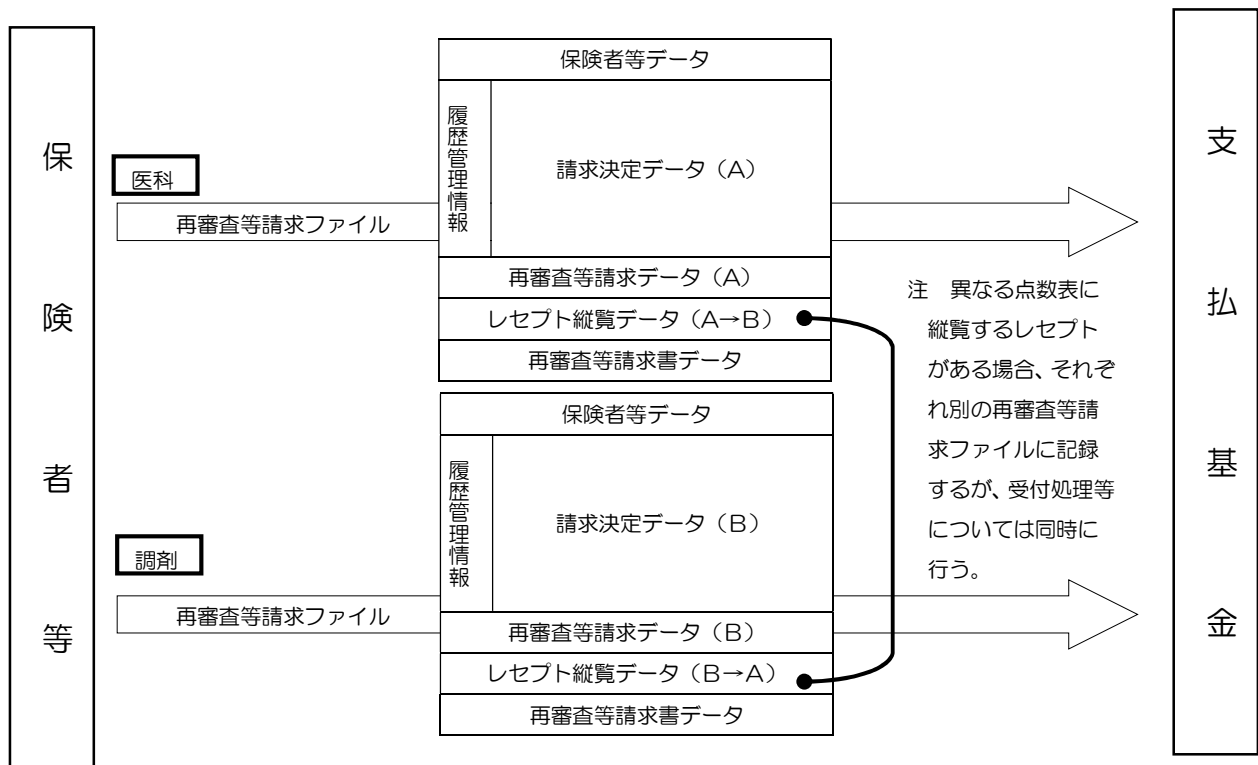 保険者等
医科
再審査等請求ファイル
保険者等データ
履歴管理情報
請求決定データ（A）
再審査等請求データ（A）
レセプト縦覧データ（A→B）
再審査等請求書データ
調剤
再審査等請求ファイル
保険者等データ
履歴管理情報
請求決定データ（B）
再審査等請求データ（B）
レセプト縦覧データ（B→A）
再審査等請求書データ
注　異なる点数表に
縦覧するレセプト
がある場合、それぞ
れ別の再審査等請
求ファイルに記録
するが、受付処理等
については同時に
行う。
支払基金